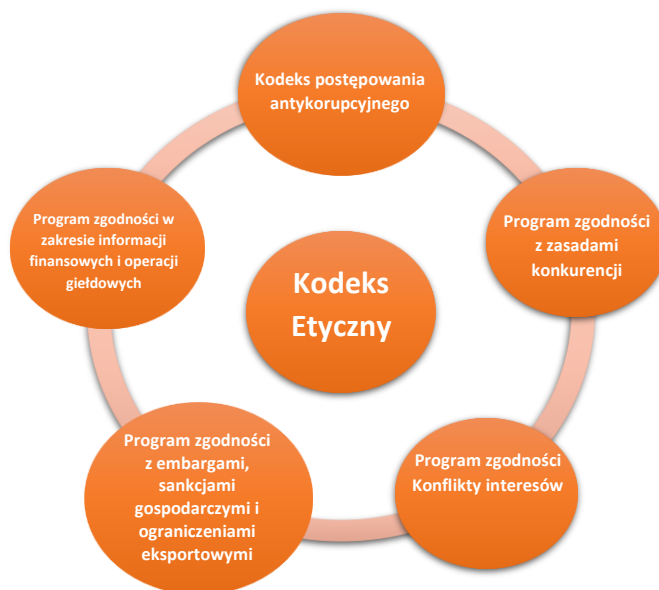 Kodeks postępowania
antykorupcyjnego
Program zgodności w
zakresie informacji
finansowych i operacji
giełdowych
Program zgodności
z zasadami
konkurencji
Kodeks
Etyczny
Program zgodności
z embargami,
sankcjami
gospodarczymi i
ograniczeniami
eksportowymi
Program zgodności
Konflikty interesów